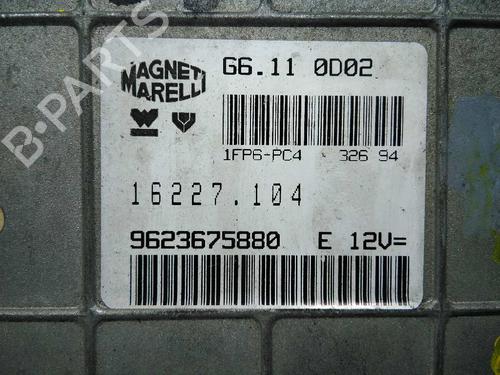 B-PARTS
MAGNETI
MARELLI
G6.11 0D02
1FP6-PC4 326 94
16227.104
9623675880 E 12V=